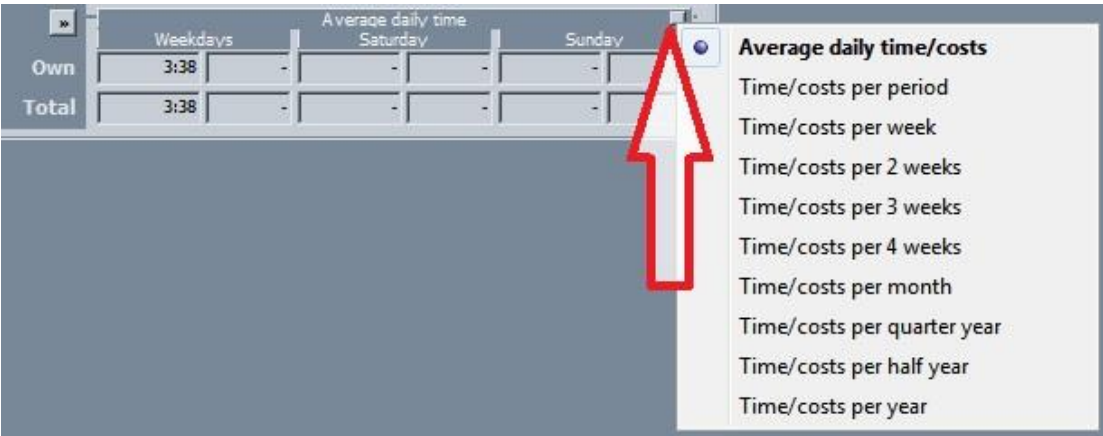 »
Average daily time
Weekdays Saturday Sunday
Own 3:38 - - - -
Total 3:38 - - - -
Average daily time/costs
Time/costs per period
Time/costs per week
Time/costs per 2 weeks
Time/costs per 3 weeks
Time/costs per 4 weeks
Time/costs per month
Time/costs per quarter year
Time/costs per half year
Time/costs per year